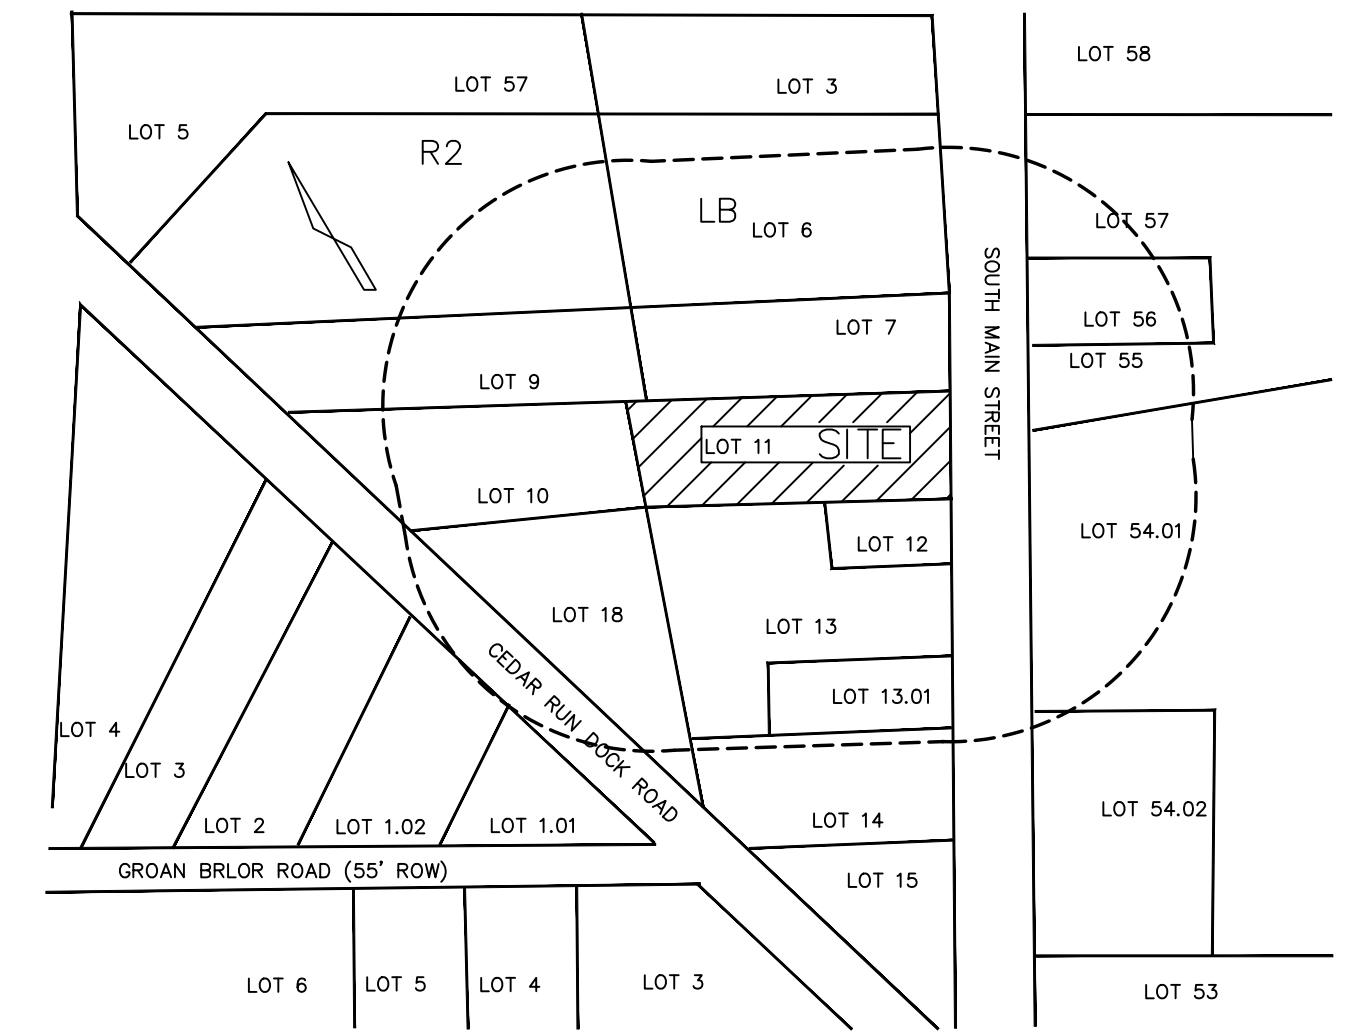 LOT 58
LOT 57
LOT 3
LOT 5
R2
LB
LOT 6
LOT 57
SOUTH MAIN STREET
LOT 7
LOT 56
LOT 55
LOT 9
LOT 11
SITE
LOT 10
LOT 12
LOT 54.01
LOT 18
LOT 13
CEDAR RUN DOCK ROAD
LOT 13.01
LOT 4
LOT 3
LOT 2
LOT 1.02
LOT 1.01
LOT 14
LOT 54.02
GROAN BRLOR ROAD (55' ROW)
LOT 15
LOT 6
LOT 5
LOT 4
LOT 3
LOT 53